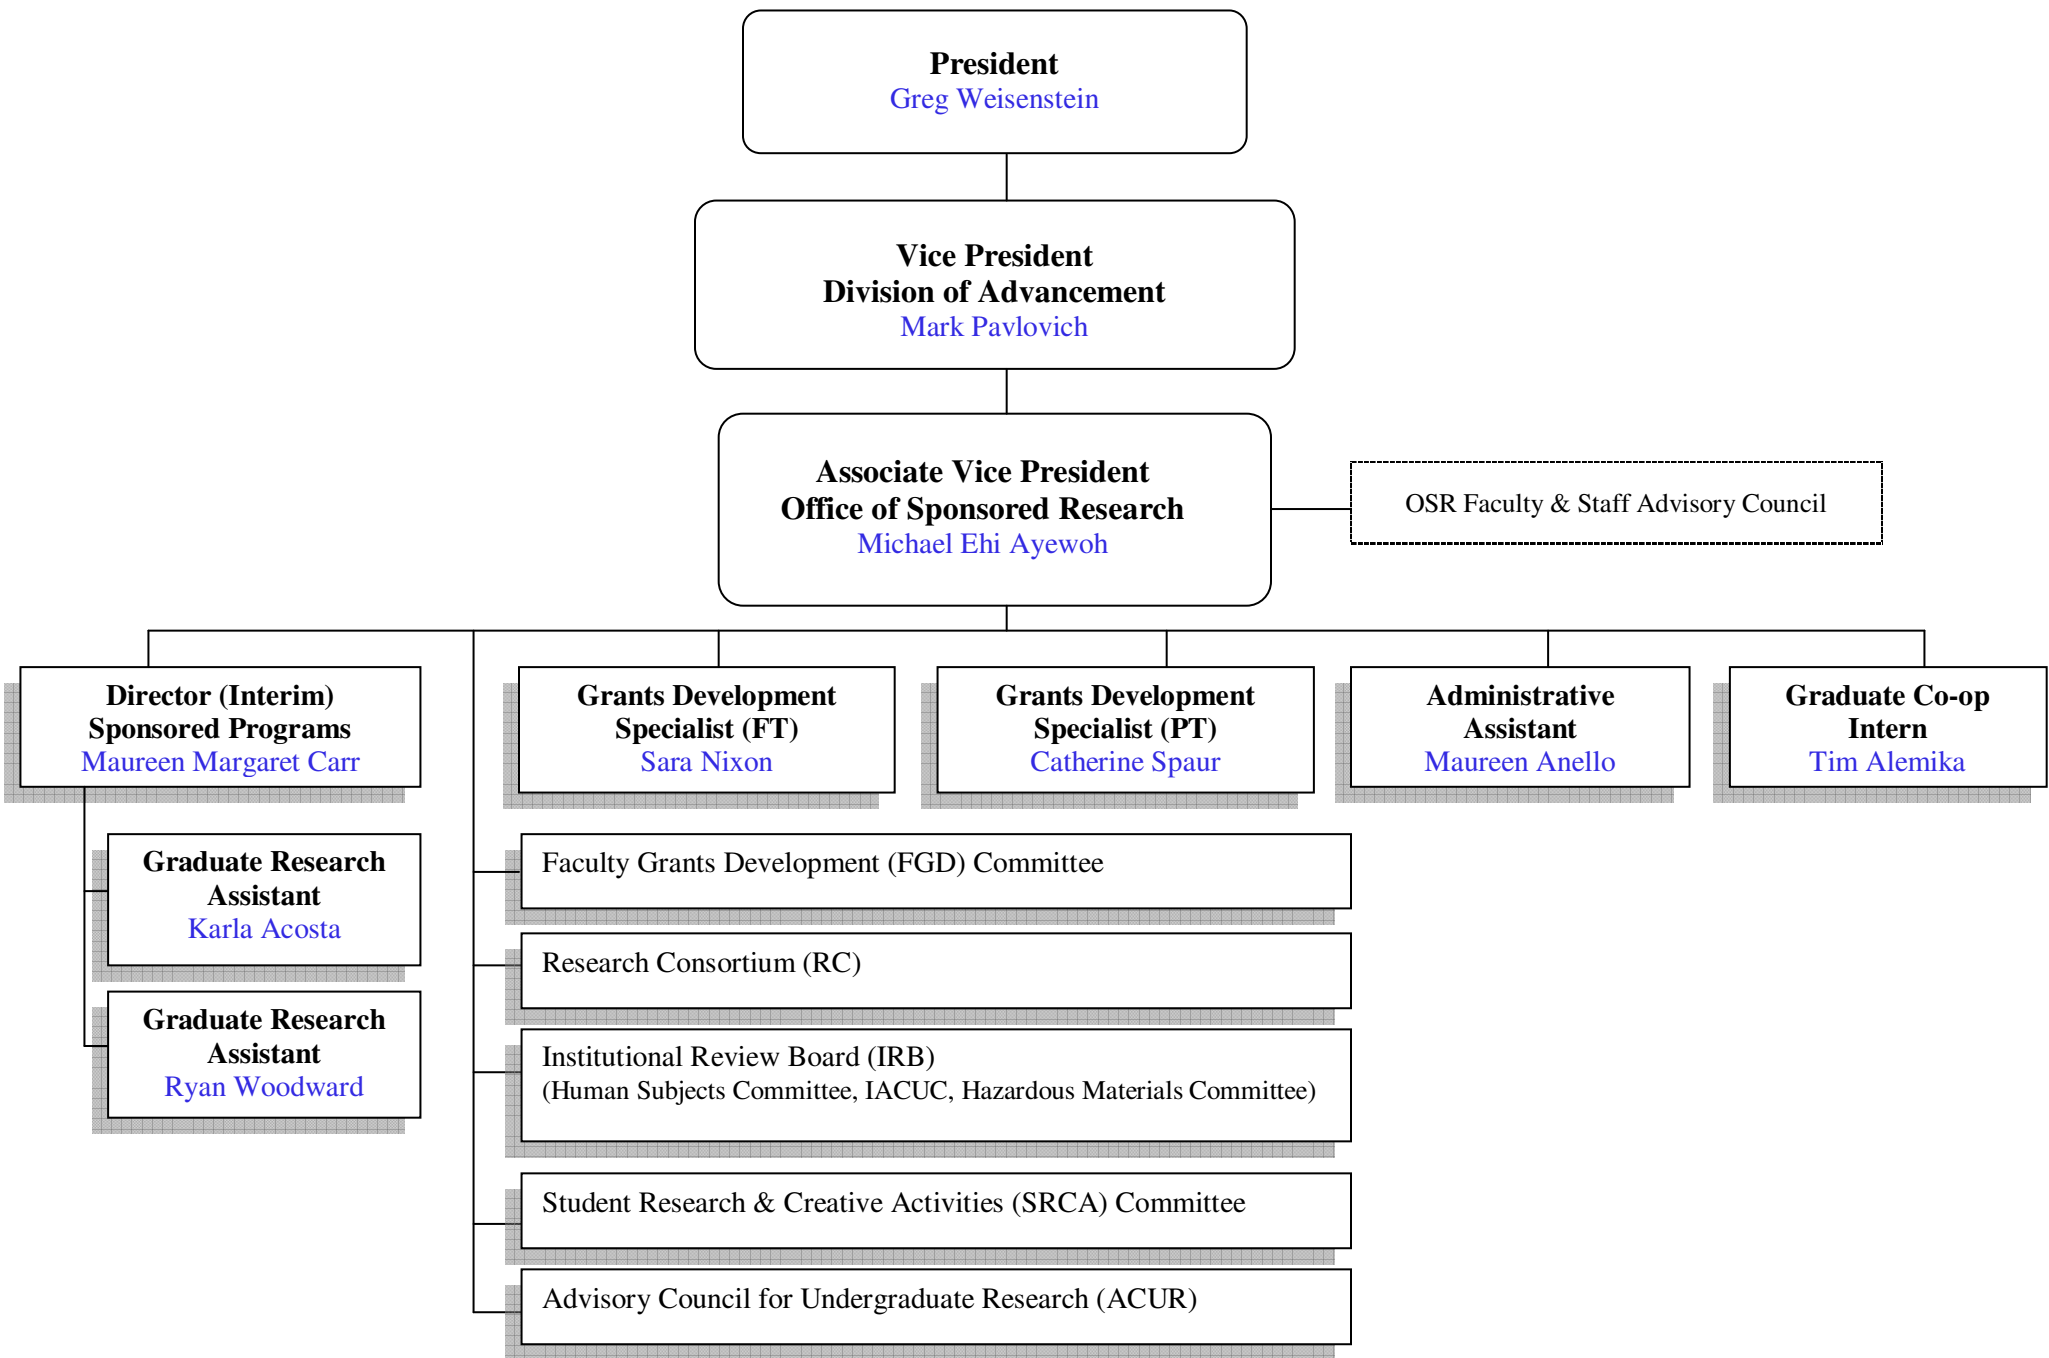 President
Greg Weisenstein
Vice President
Division of Advancement
Mark Pavlovich
Associate Vice President
Office of Sponsored Research
Michael Ehi Ayewoh
OSR Faculty & Staff Advisory Council
Director (Interim)
Sponsored Programs
Maureen Margaret Carr
Grants Development
Specialist (FT)
Sara Nixon
Grants Development
Specialist (PT)
Catherine Spaur
Administrative
Assistant
Maureen Anello
Graduate Co-op
Intern
Tim Alemika
Graduate Research
Assistant
Karla Acosta
Graduate Research
Assistant
Ryan Woodward
Faculty Grants Development (FGD) Committee
Research Consortium (RC)
Institutional Review Board (IRB)
(Human Subjects Committee, IACUC, Hazardous Materials Committee)
Student Research & Creative Activities (SRCA) Committee
Advisory Council for Undergraduate Research (ACUR)